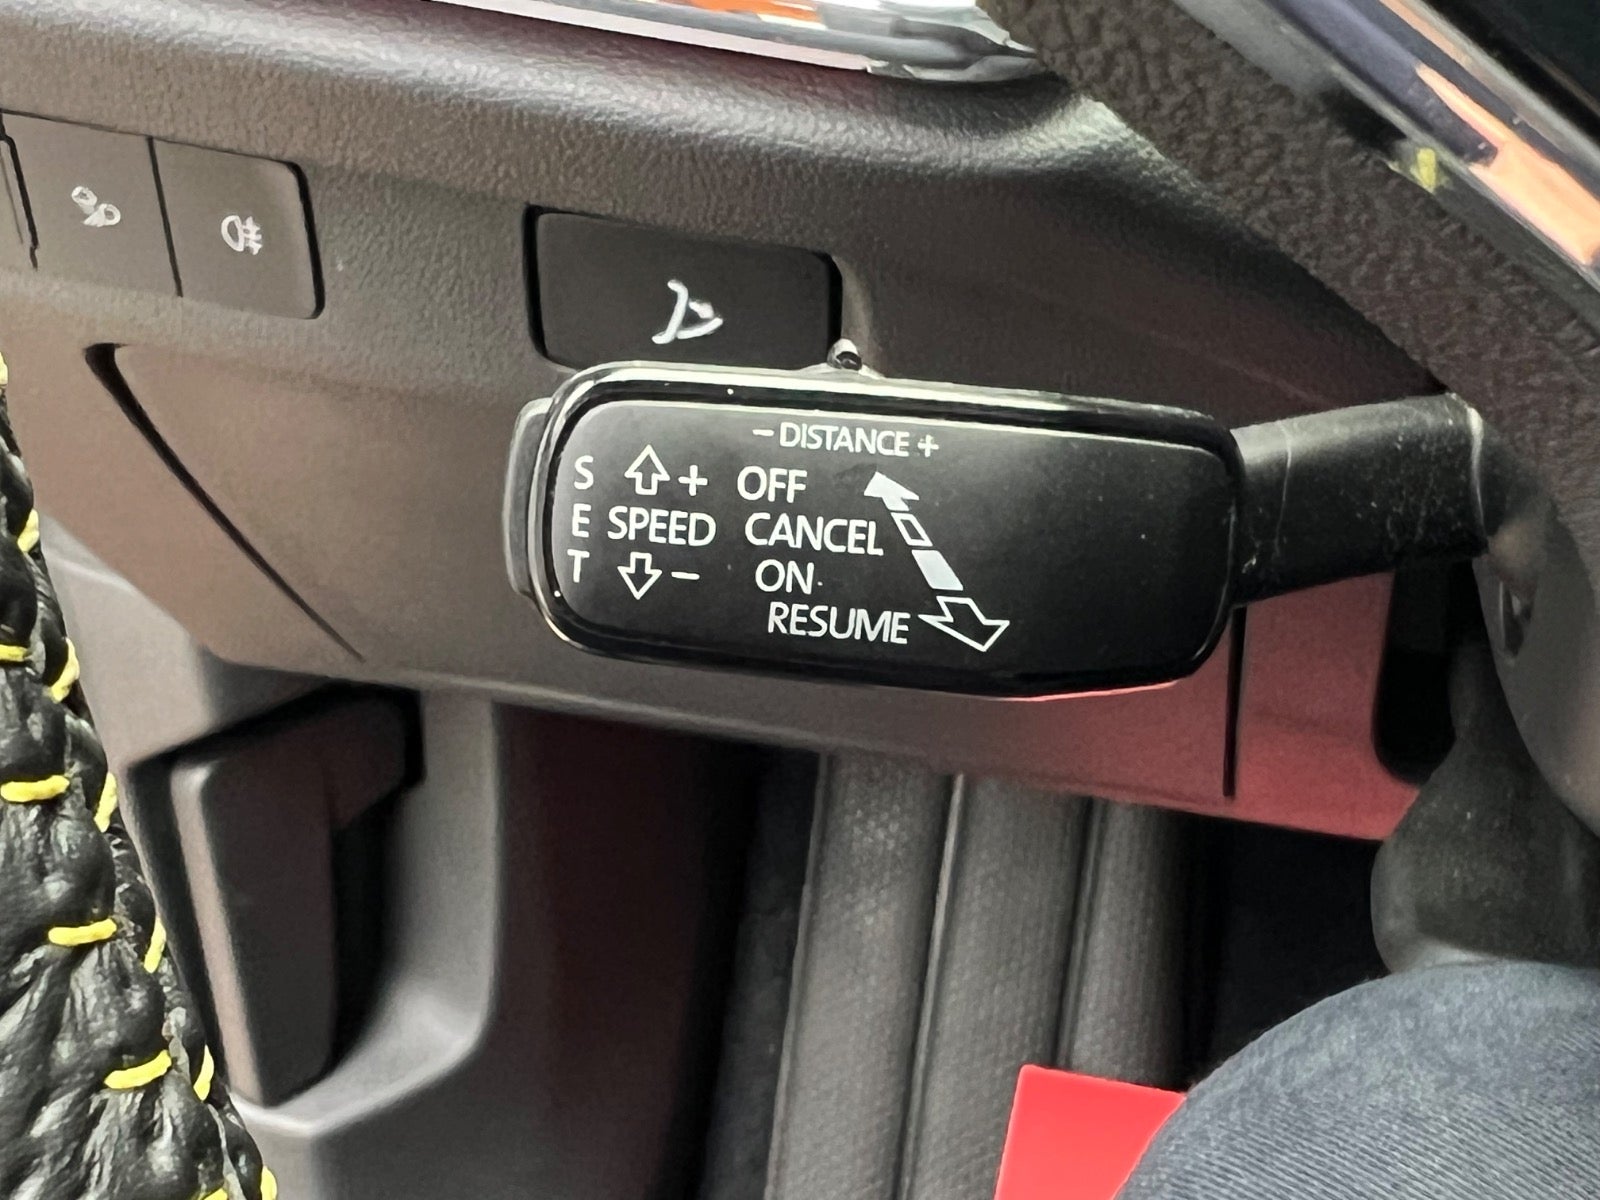 − DISTANCE +
S ⇧ + OFF
E SPEED CANCEL
T ⇩ − ON
RESUME